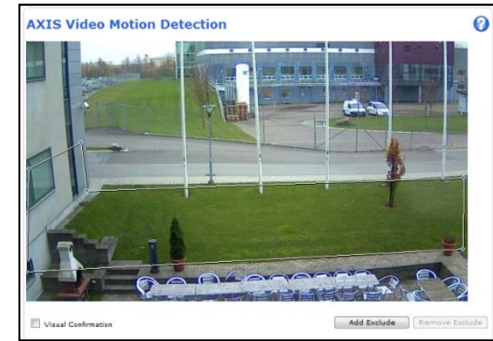 AXIS Video Motion Detection
?
Visual Confirmation
Add Exclude
Remove Exclude